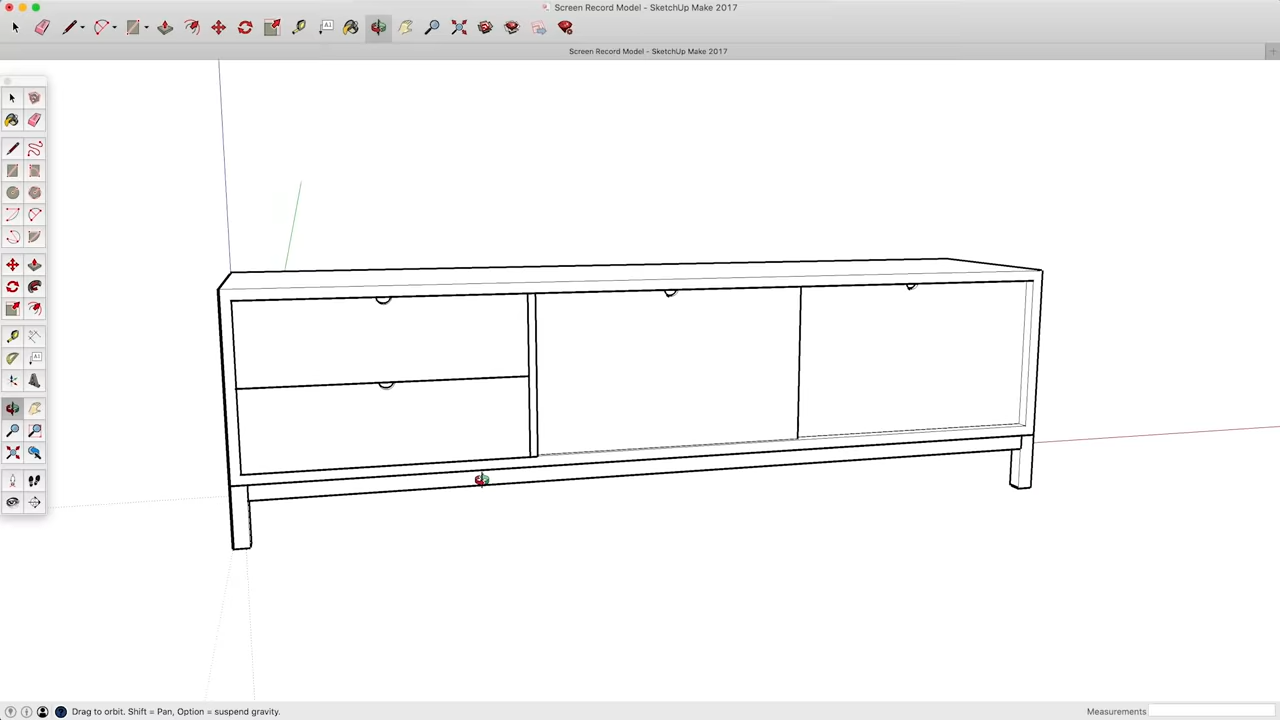 Screen Record Model - SketchUp Make 2017
Screen Record Model - SketchUp Make 2017
Drag to orbit. Shift = Pan, Option = suspend gravity.
Measurements